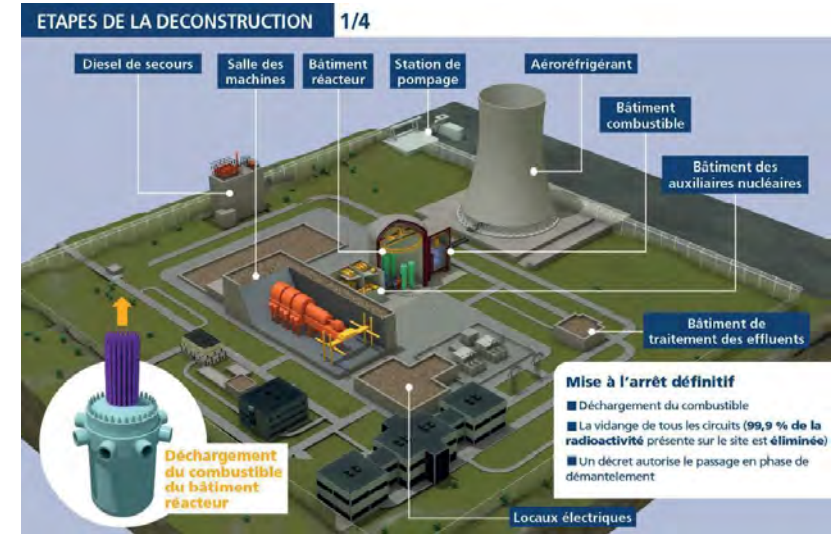 ETAPES DE LA DECONSTRUCTION 1/4
Diesel de secours
Salle des
machines
Bâtiment
réacteur
Station de
pompage
Aéroréfrigérant
Bâtiment
combustible
Bâtiment des
auxiliaires nucléaires
Bâtiment de
traitement des effluents
Mise à l'arrêt définitif
■ Déchargement du combustible
■ La vidange de tous les circuits (99,9 % de la
radioactivité présente sur le site est éliminée)
■ Un décret autorise le passage en phase de
démantelement
Déchargement
du combustible
du bâtiment
réacteur
Locaux électriques